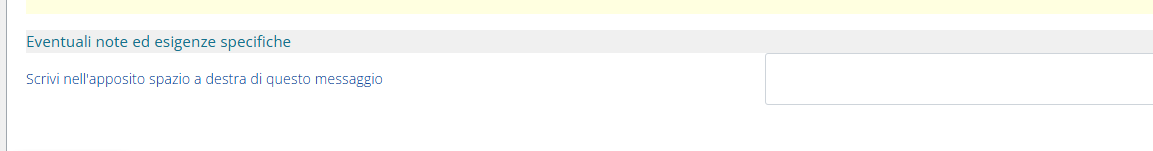 Eventuali note ed esigenze specifiche
Scrivi nell'apposito spazio a destra di questo messaggio